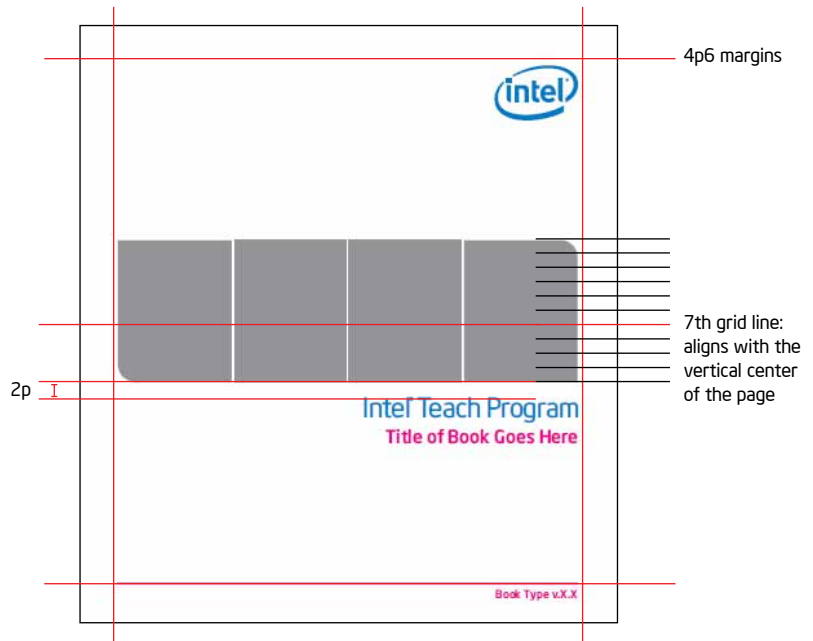 4p6 margins
intel
7th grid line:
aligns with the
vertical center
of the page
2p
Intel Teach Program
Title of Book Goes Here
Book Type v.X.X